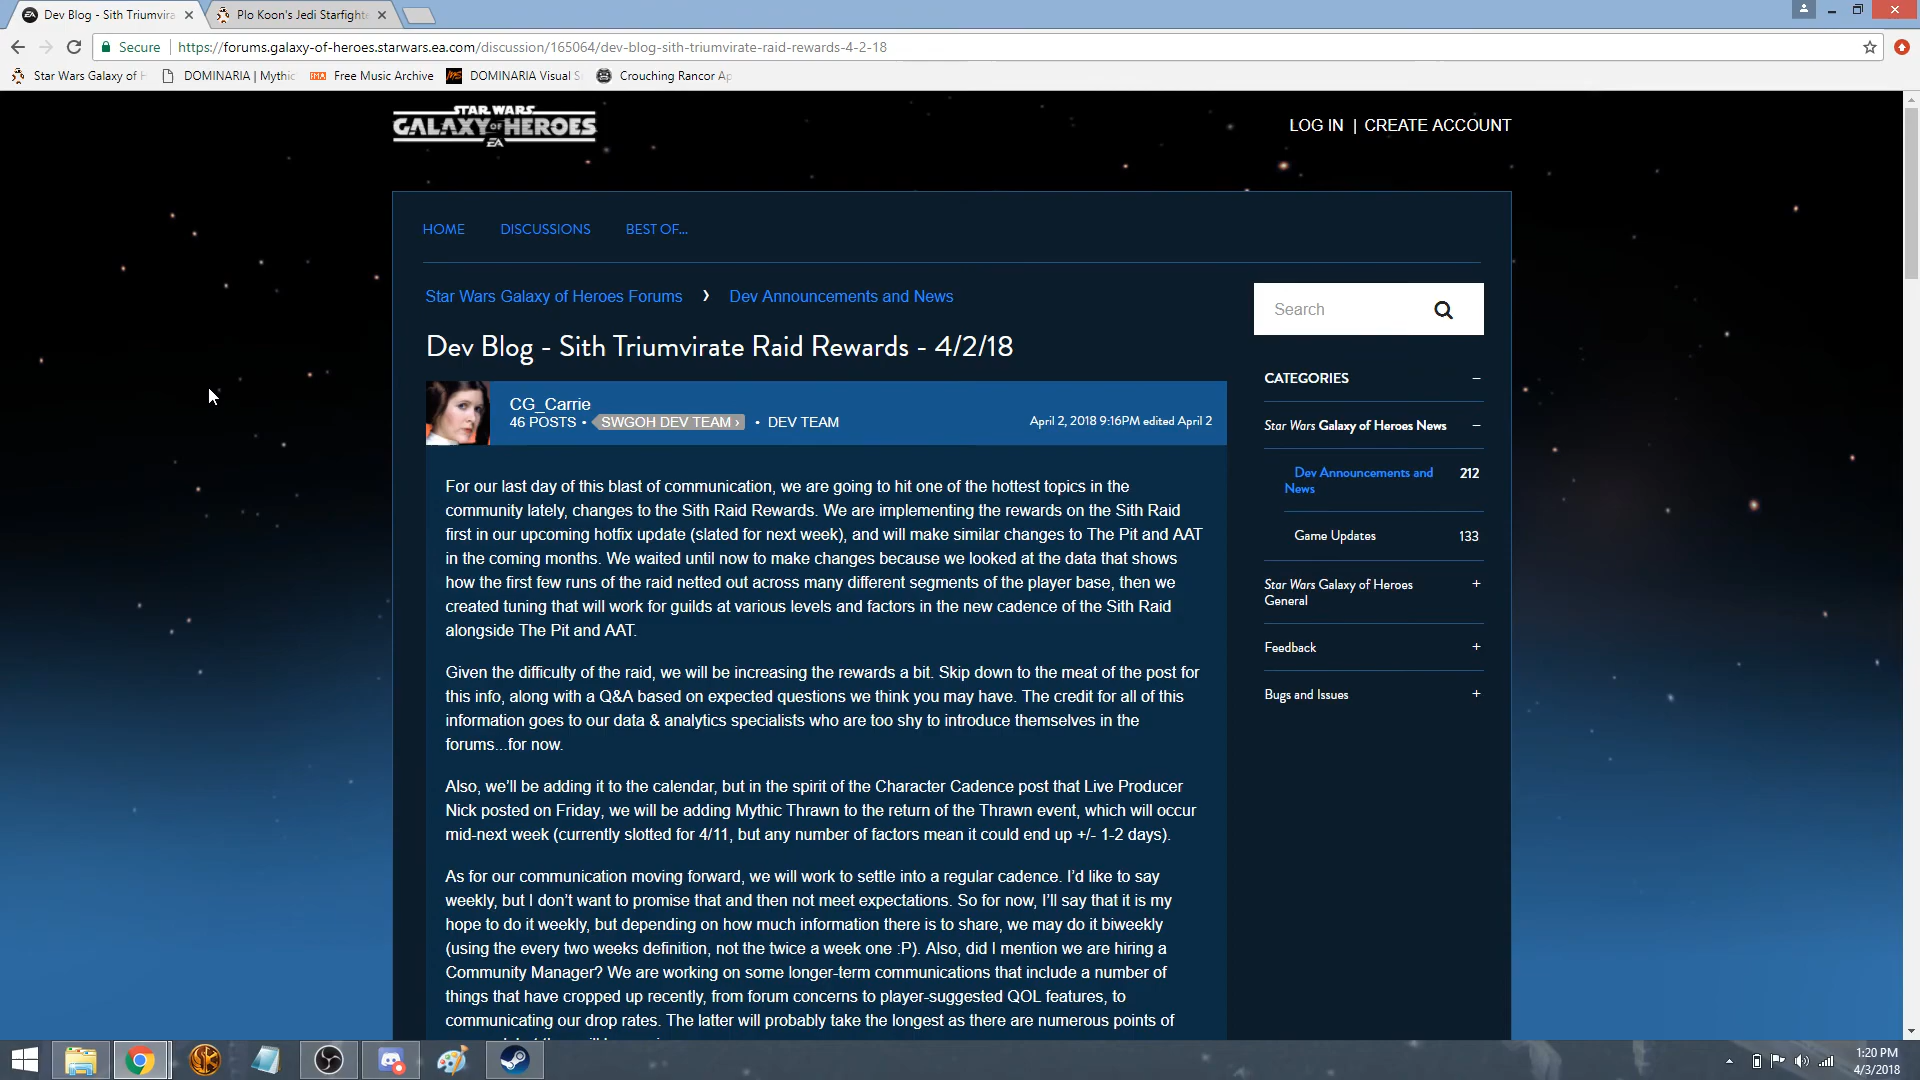 Dev Blog - Sith Triumvira
Plo Koon's Jedi Starfighte
Secure
https://forums.galaxy-of-heroes.starwars.ea.com/discussion/165064/dev-blog-sith-triumvirate-raid-rewards-4-2-18
Star Wars Galaxy of H
DOMINARIA | Mythic
Free Music Archive
DOMINARIA Visual S
Crouching Rancor Ap
STAR WARS
GALAXY OF HEROES
EA
LOG IN | CREATE ACCOUNT
HOME
DISCUSSIONS
BEST OF...
Star Wars Galaxy of Heroes Forums › Dev Announcements and News
Search
Dev Blog - Sith Triumvirate Raid Rewards - 4/2/18
CG_Carrie
46 POSTS • SWGOH DEV TEAM › • DEV TEAM
April 2, 2018 9:16PM edited April 2
For our last day of this blast of communication, we are going to hit one of the hottest topics in the
community lately, changes to the Sith Raid Rewards. We are implementing the rewards on the Sith Raid
first in our upcoming hotfix update (slated for next week), and will make similar changes to The Pit and AAT
in the coming months. We waited until now to make changes because we looked at the data that shows
how the first few runs of the raid netted out across many different segments of the player base, then we
created tuning that will work for guilds at various levels and factors in the new cadence of the Sith Raid
alongside The Pit and AAT.
Given the difficulty of the raid, we will be increasing the rewards a bit. Skip down to the meat of the post for
this info, along with a Q&A based on expected questions we think you may have. The credit for all of this
information goes to our data & analytics specialists who are too shy to introduce themselves in the
forums...for now.
Also, we'll be adding it to the calendar, but in the spirit of the Character Cadence post that Live Producer
Nick posted on Friday, we will be adding Mythic Thrawn to the return of the Thrawn event, which will occur
mid-next week (currently slotted for 4/11, but any number of factors mean it could end up +/- 1-2 days).
As for our communication moving forward, we will work to settle into a regular cadence. I'd like to say
weekly, but I don't want to promise that and then not meet expectations. So for now, I'll say that it is my
hope to do it weekly, but depending on how much information there is to share, we may do it biweekly
(using the every two weeks definition, not the twice a week one :P). Also, did I mention we are hiring a
Community Manager? We are working on some longer-term communications that include a number of
things that have cropped up recently, from forum concerns to player-suggested QOL features, to
communicating our drop rates. The latter will probably take the longest as there are numerous points of
CATEGORIES −
Star Wars Galaxy of Heroes News −
Dev Announcements and 212
News
Game Updates 133
Star Wars Galaxy of Heroes +
General
Feedback +
Bugs and Issues +
1:20 PM
4/3/2018